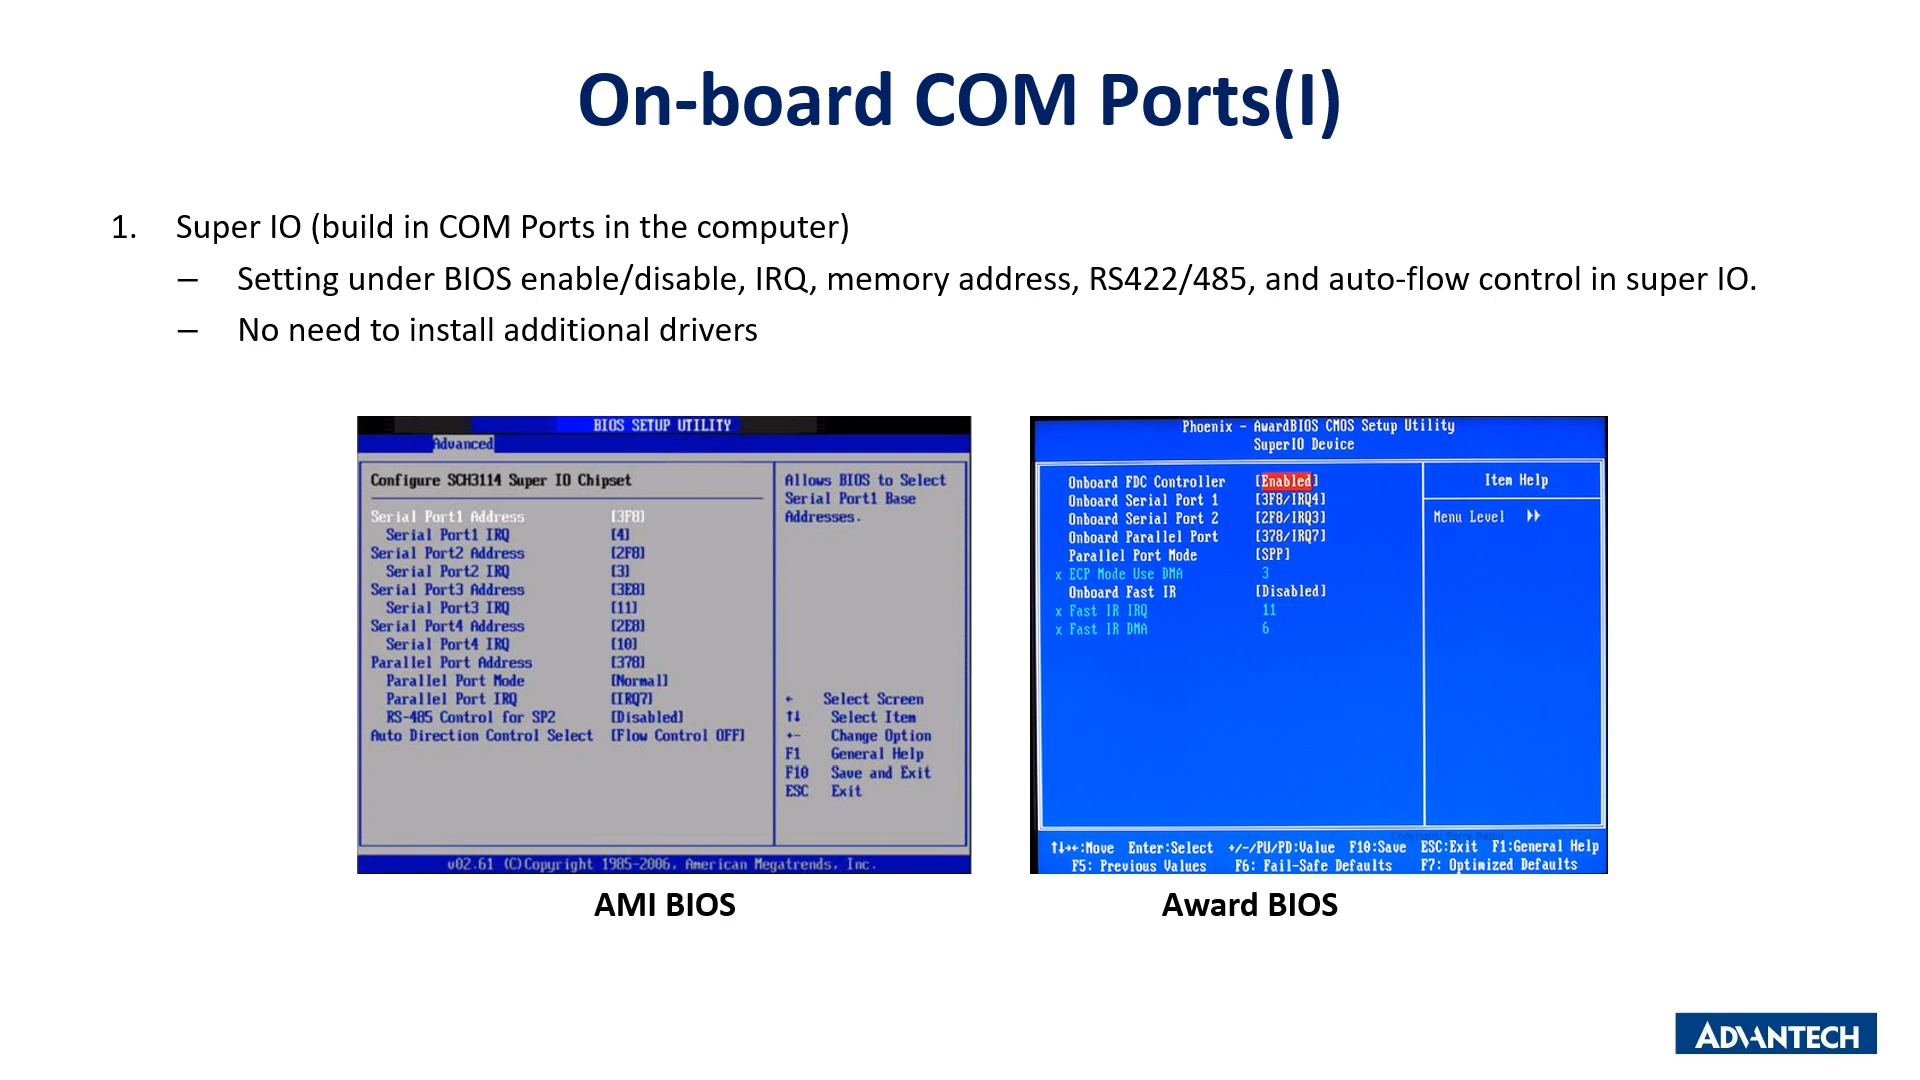 On-board COM Ports(I)
1. Super IO (build in COM Ports in the computer)
– Setting under BIOS enable/disable, IRQ, memory address, RS422/485, and auto-flow control in super IO.
– No need to install additional drivers
BIOS SETUP UTILITY
Advanced
Configure SCH3114 Super IO Chipset
Serial Port1 Address [3F8]
Serial Port1 IRQ [4]
Serial Port2 Address [2F8]
Serial Port2 IRQ [3]
Serial Port3 Address [3E8]
Serial Port3 IRQ [11]
Serial Port4 Address [2E8]
Serial Port4 IRQ [10]
Parallel Port Address [378]
Parallel Port Mode [Normal]
Parallel Port IRQ [IRQ7]
RS-485 Control for SP2 [Disabled]
Auto Direction Control Select [Flow Control OFF]
Allows BIOS to Select
Serial Port1 Base
Addresses.
← Select Screen
↑↓ Select Item
+- Change Option
F1 General Help
F10 Save and Exit
ESC Exit
v02.61 (C)Copyright 1985-2006, American Megatrends, Inc.
AMI BIOS
Phoenix - AwardBIOS CMOS Setup Utility
SuperIO Device
Onboard FDC Controller [Enabled]
Onboard Serial Port 1 [3F8/IRQ4]
Onboard Serial Port 2 [2F8/IRQ3]
Onboard Parallel Port [378/IRQ7]
Parallel Port Mode [SPP]
x ECP Mode Use DMA 3
Onboard Fast IR [Disabled]
x Fast IR IRQ 11
x Fast IR DMA 6
Item Help
Menu Level ▸▸
↑↓→←:Move Enter:Select +/-/PU/PD:Value F10:Save ESC:Exit F1:General Help
F5: Previous Values F6: Fail-Safe Defaults F7: Optimized Defaults
Award BIOS
ADVANTECH